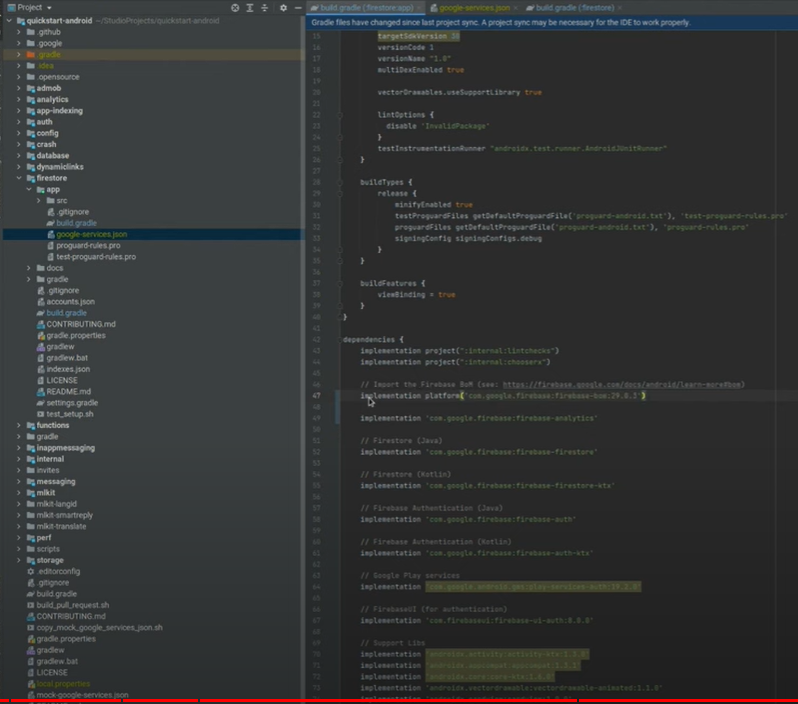 Project
quickstart-android ~/StudioProjects/quickstart-android
.github
.google
.gradle
.idea
.opensource
admob
analytics
app-indexing
auth
config
crash
database
dynamiclinks
firestore
app
src
.gitignore
build.gradle
google-services.json
proguard-rules.pro
test-proguard-rules.pro
docs
gradle
.gitignore
accounts.json
build.gradle
CONTRIBUTING.md
gradle.properties
gradlew
gradlew.bat
indexes.json
LICENSE
README.md
settings.gradle
test_setup.sh
functions
gradle
inappmessaging
internal
invites
messaging
mlkit
mlkit-langid
mlkit-smartreply
mlkit-translate
perf
scripts
storage
.editorconfig
.gitignore
build.gradle
build_pull_request.sh
CONTRIBUTING.md
copy_mock_google_services_json.sh
gradle.properties
gradlew
gradlew.bat
LICENSE
local.properties
mock-google-services.json
build.gradle (:firestore:app)
google-services.json
build.gradle (:firestore)
Gradle files have changed since last project sync. A project sync may be necessary for the IDE to work properly.
15 targetSdkVersion 30
16 versionCode 1
17 versionName "1.0"
18 multiDexEnabled true
19
20 vectorDrawables.useSupportLibrary true
21
22 lintOptions {
23 disable 'InvalidPackage'
24 }
25 testInstrumentationRunner "androidx.test.runner.AndroidJUnitRunner"
26 }
27
28 buildTypes {
29 release {
30 minifyEnabled true
31 testProguardFiles getDefaultProguardFile('proguard-android.txt'), 'test-proguard-rules.pro'
32 proguardFiles getDefaultProguardFile('proguard-android.txt'), 'proguard-rules.pro'
33 signingConfig signingConfigs.debug
34 }
35 }
36
37 buildFeatures {
38 viewBinding = true
39 }
40 }
41
42 dependencies {
43 implementation project(":internal:lintchecks")
44 implementation project(":internal:chooserx")
45
46 // Import the Firebase BoM (see: https://firebase.google.com/docs/android/learn-more#bom)
47 implementation platform('com.google.firebase:firebase-bom:29.0.1')
48
49 implementation 'com.google.firebase:firebase-analytics'
50
51 // Firestore (Java)
52 implementation 'com.google.firebase:firebase-firestore'
53
54 // Firestore (Kotlin)
55 implementation 'com.google.firebase:firebase-firestore-ktx'
56
57 // Firebase Authentication (Java)
58 implementation 'com.google.firebase:firebase-auth'
59
60 // Firebase Authentication (Kotlin)
61 implementation 'com.google.firebase:firebase-auth-ktx'
62
63 // Google Play services
64 implementation 'com.google.android.gms:play-services-auth:19.2.0'
65
66 // FirebaseUI (for authentication)
67 implementation 'com.firebaseui:firebase-ui-auth:8.0.0'
68
69 // Support Libs
70 implementation 'androidx.activity:activity-ktx:1.3.0'
71 implementation 'androidx.appcompat:appcompat:1.3.1'
72 implementation 'androidx.core:core-ktx:1.6.0'
73 implementation 'androidx.vectordrawable:vectordrawable-animated:1.1.0'